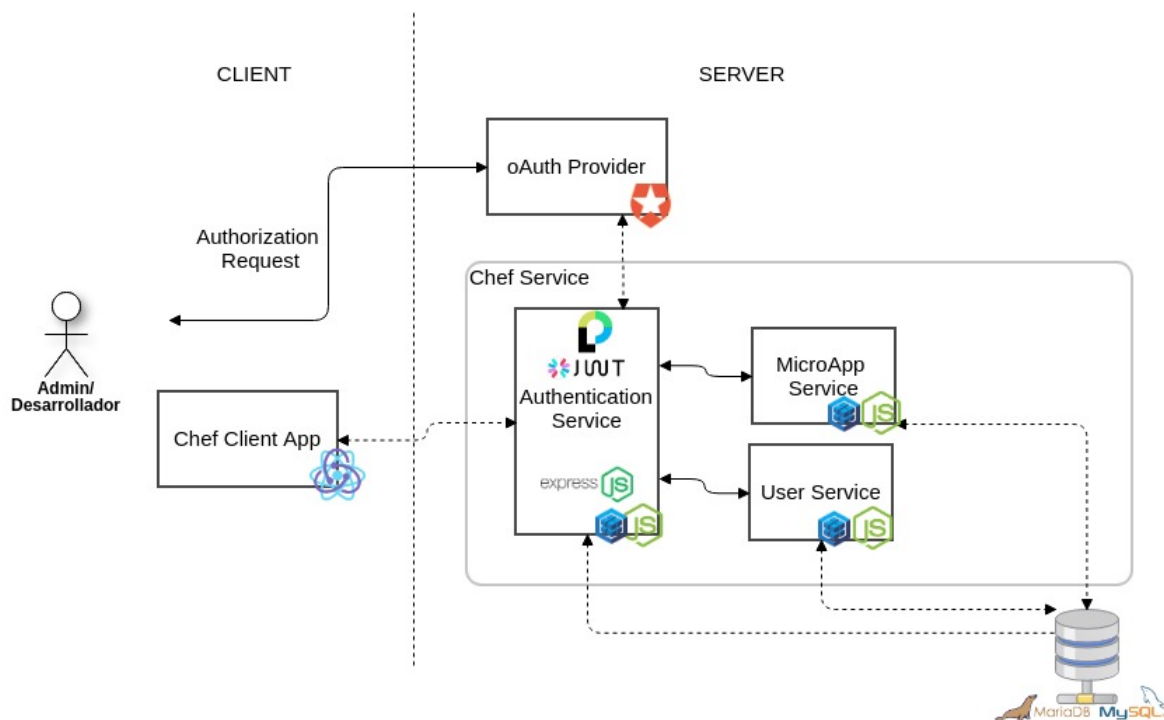 CLIENT
SERVER
oAuth Provider
Authorization
Request
Chef Service
JWT
Authentication
Service
MicroApp
Service
JS
Admin/
Desarrollador
Chef Client App
express JS
JS
User Service
JS
MariaDB MySQL